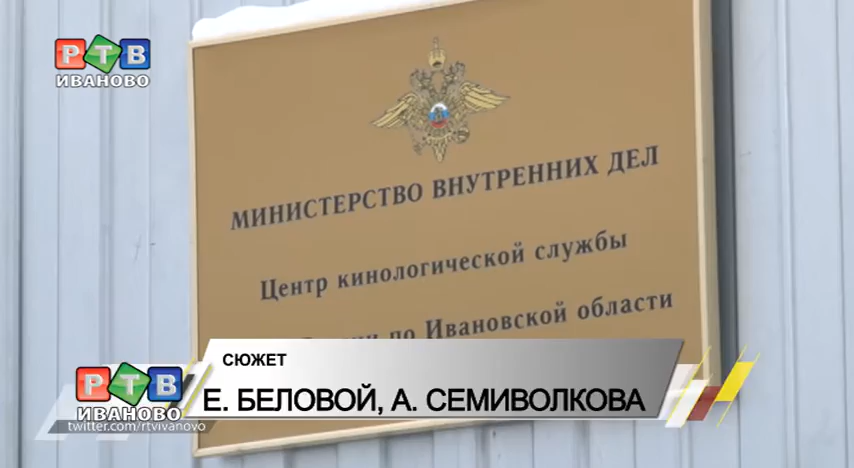 РТВ
ИВАНОВО
МИНИСТЕРСТВО ВНУТРЕННИХ ДЕЛ
Центр кинологической службы
по Ивановской области
СЮЖЕТ
Е. БЕЛОВОЙ, А. СЕМИВОЛКОВА
РТВ
ИВАНОВО
twitter.com/rtvivanovo